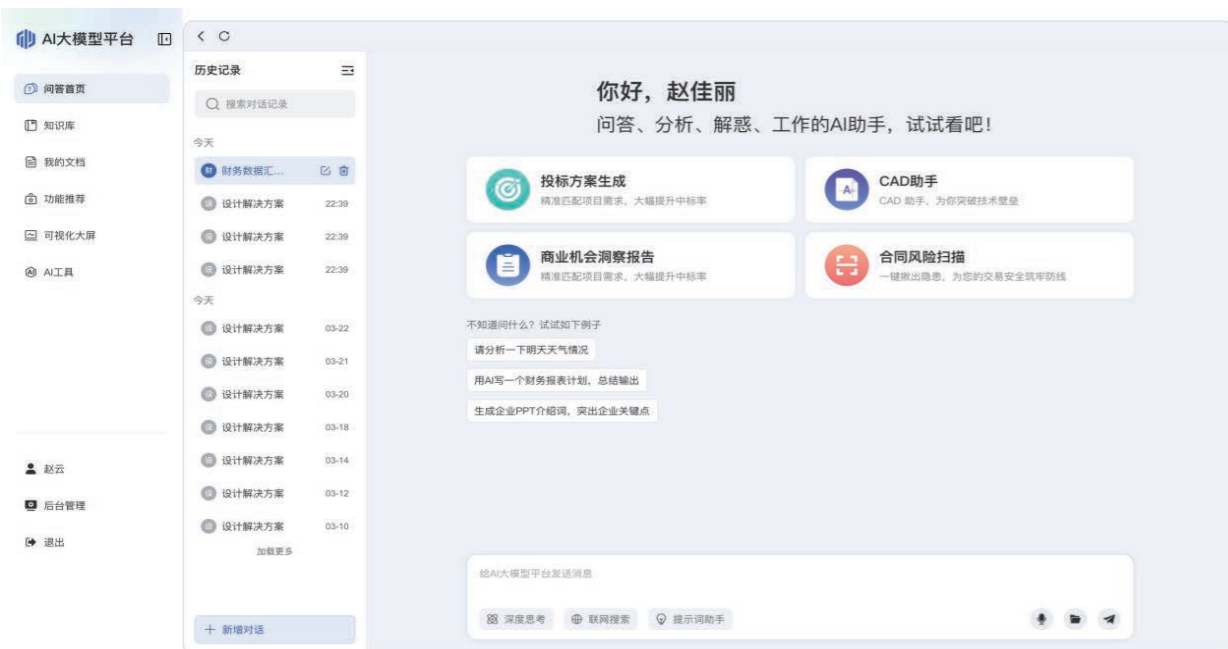 AI大模型平台
问答首页
知识库
我的文档
功能推荐
可视化大屏
AI工具
赵云
后台管理
退出
历史记录
搜索对话记录
今天
财务数据汇...
设计解决方案 22:39
设计解决方案 22:39
设计解决方案 22:39
今天
设计解决方案 03-22
设计解决方案 03-21
设计解决方案 03-20
设计解决方案 03-18
设计解决方案 03-14
设计解决方案 03-12
设计解决方案 03-10
加载更多
新增对话
你好，赵佳丽
问答、分析、解惑、工作的AI助手，试试看吧！
投标方案生成
精准匹配项目需求，大幅提升中标率
CAD助手
CAD 助手，为你突破技术壁垒
商业机会洞察报告
精准匹配项目需求，大幅提升中标率
合同风险扫描
一键揪出隐患，为您的交易安全筑牢防线
不知道问什么？试试如下例子
请分析一下明天天气情况
用AI写一个财务报表计划，总结输出
生成企业PPT介绍词，突出企业关键点
给AI大模型平台发送消息
深度思考 联网搜索 提示词助手